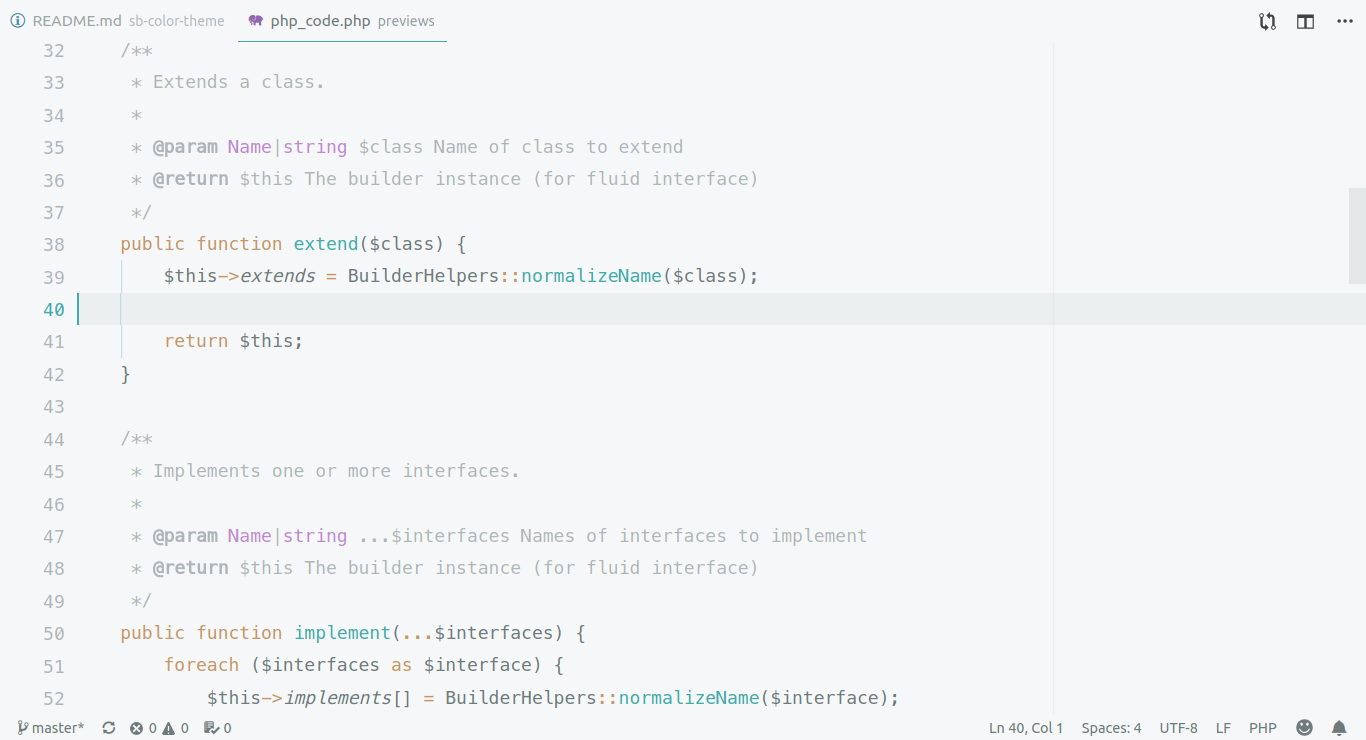 README.md sb-color-theme php_code.php previews
32 /**
33 * Extends a class.
34 *
35 * @param Name|string $class Name of class to extend
36 * @return $this The builder instance (for fluid interface)
37 */
38 public function extend($class) {
39 $this->extends = BuilderHelpers::normalizeName($class);
40
41 return $this;
42 }
43
44 /**
45 * Implements one or more interfaces.
46 *
47 * @param Name|string ...$interfaces Names of interfaces to implement
48 * @return $this The builder instance (for fluid interface)
49 */
50 public function implement(...$interfaces) {
51 foreach ($interfaces as $interface) {
52 $this->implements[] = BuilderHelpers::normalizeName($interface);
master* 0 0 0 Ln 40, Col 1 Spaces: 4 UTF-8 LF PHP